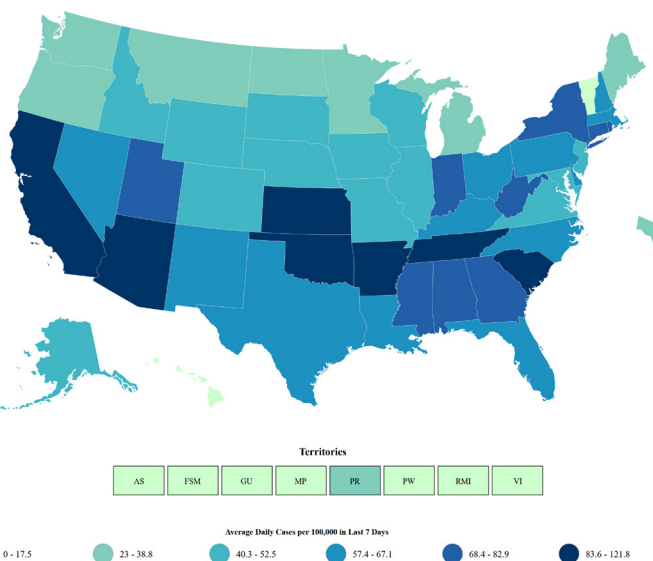 Territories
AS FSM GU MP PR PW RMI VI
Average Daily Cases per 100,000 in Last 7 Days
0 - 17.5 23 - 38.8 40.3 - 52.5 57.4 - 67.1 68.4 - 82.9 83.6 - 121.8